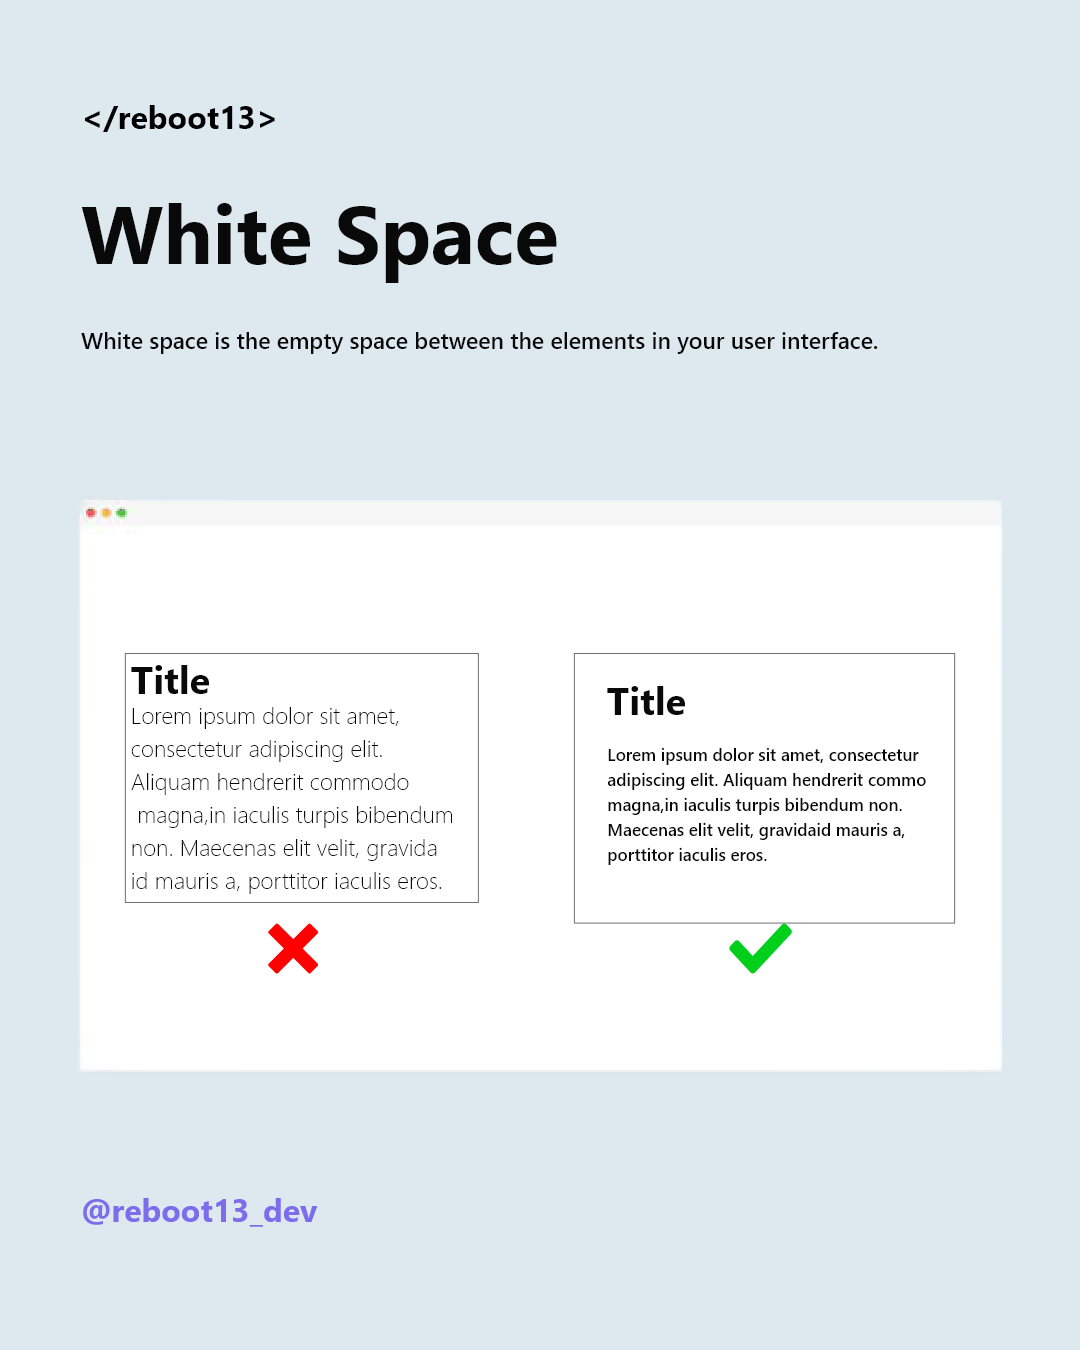 </reboot13>
White Space
White space is the empty space between the elements in your user interface.
Title
Lorem ipsum dolor sit amet,
consectetur adipiscing elit.
Aliquam hendrerit commodo
magna,in iaculis turpis bibendum
non. Maecenas elit velit, gravida
id mauris a, porttitor iaculis eros.
Title
Lorem ipsum dolor sit amet, consectetur
adipiscing elit. Aliquam hendrerit commo
magna,in iaculis turpis bibendum non.
Maecenas elit velit, gravidaid mauris a,
porttitor iaculis eros.
@reboot13_dev